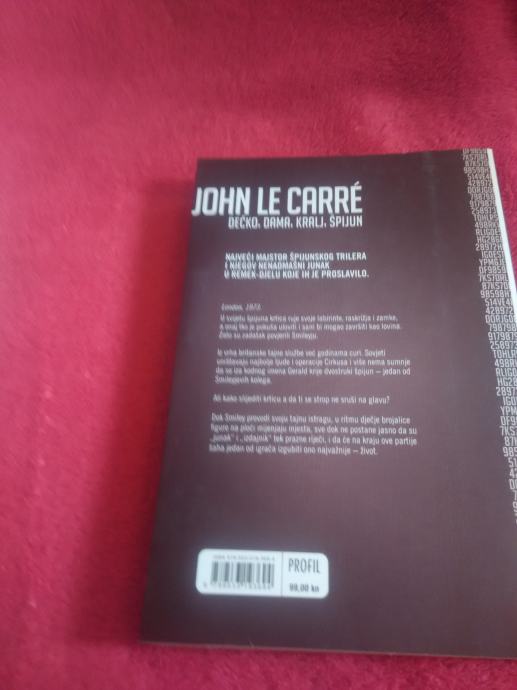 JOHN LE CARRÉ
DEČKO, DAMA, KRALJ, ŠPIJUN
NAJVEĆI MAJSTOR ŠPIJUNSKOG TRILERA
I NJEGOV NENADMAŠNI JUNAK
U REMEK-DJELU KOJE IH JE PROSLAVILO.
London, 1973.
U svijetu špijuna krtica ruje svoje labirinte, raskrižja i zamke,
a onaj tko je pokuša uloviti i sam bi mogao završiti kao lovina.
Zato su zadatak povjerili Smileyju.
Iz vrha britanske tajne službe već godinama curi. Sovjeti
uništavaju najbolje ljude i operacije Cirkusa i više nema sumnje
da se iza kodnog imena Gerald krije dvostruki špijun — jedan od
Smileyjevih kolega.
Ali kako slijediti krticu a da ti se strop ne sruši na glavu?
Dok Smiley provodi svoju tajnu istragu, u ritmu dječje brojalice
figure na ploči mijenjaju mjesta, sve dok ne postane jasno da su
„junak" i „izdajnik" tek prazne riječi, i da će na kraju ove partije
šaha jedan od igrača izgubiti ono najvažnije — život.
PROFIL
99,00 kn